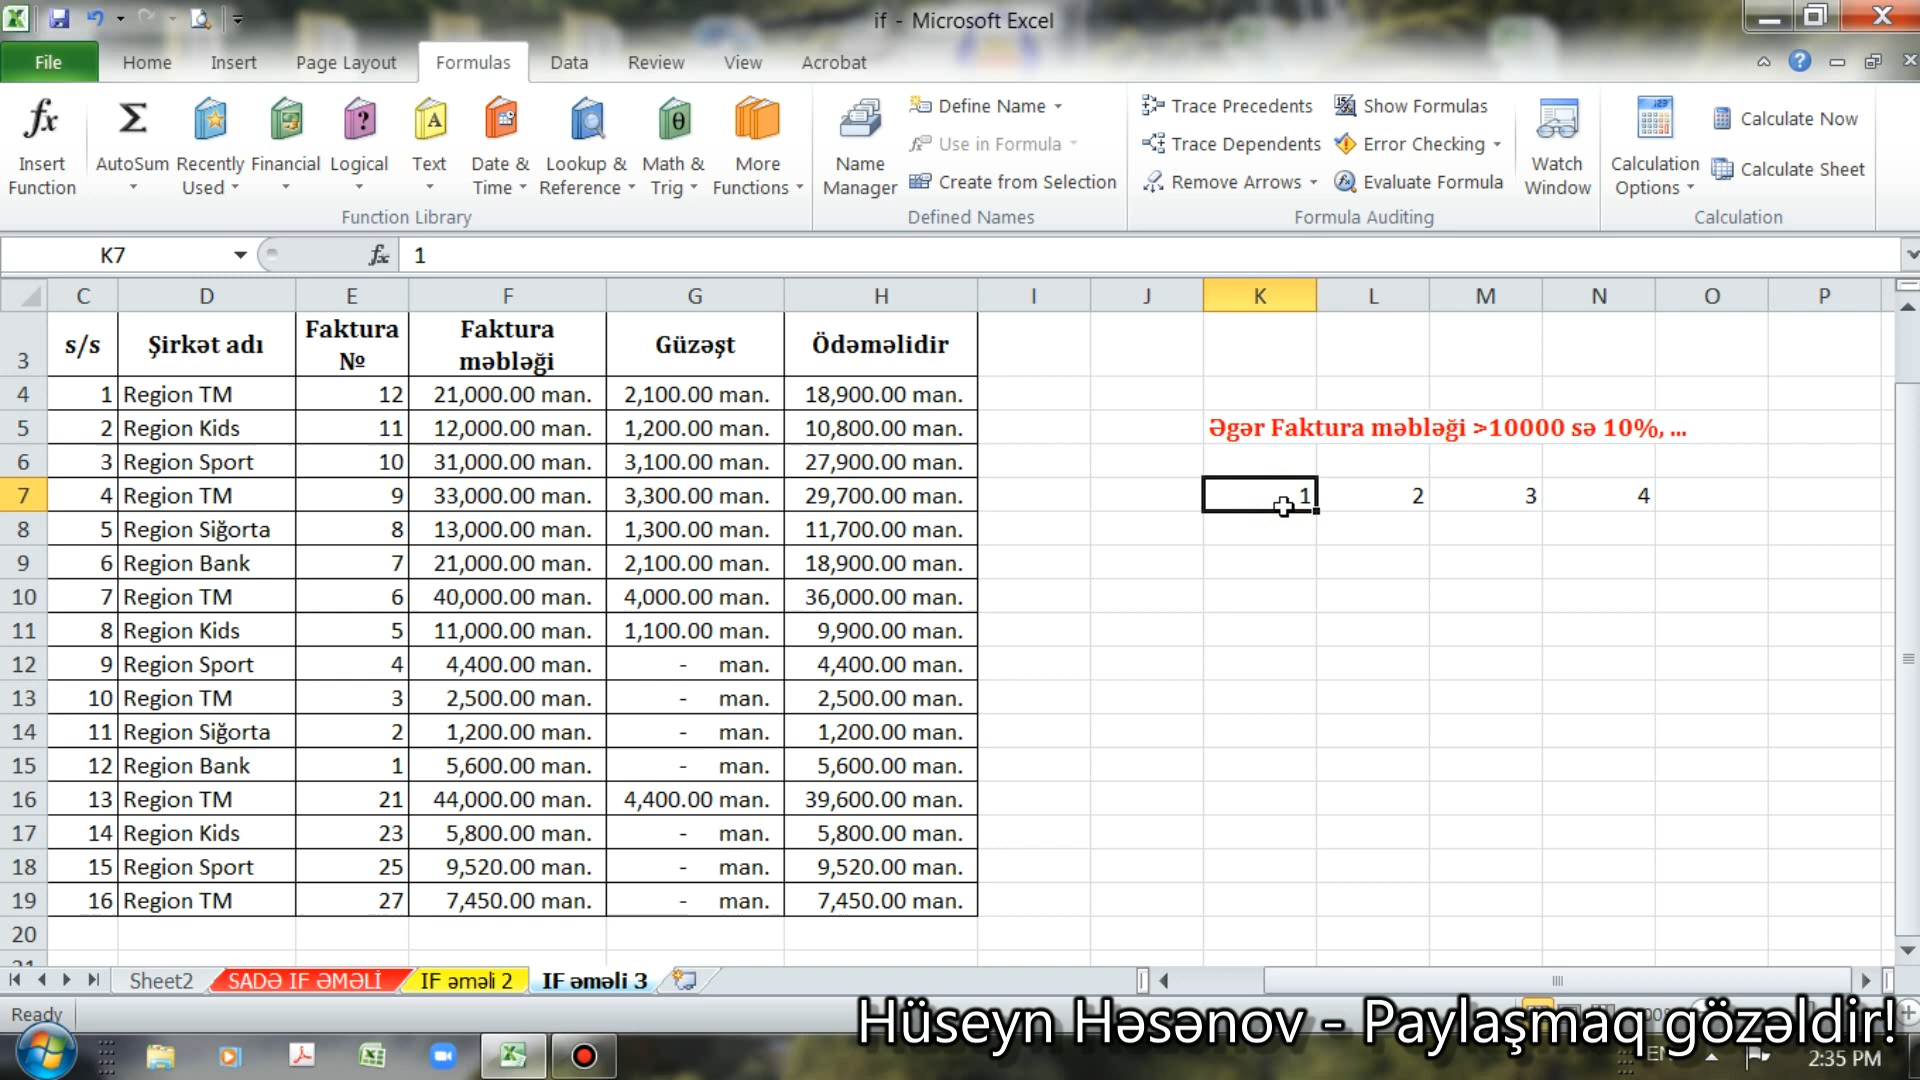 if - Microsoft Excel
File Home Insert Page Layout Formulas Data Review View Acrobat
Insert Function
AutoSum
Recently Used
Financial
Logical
Text
Date & Time
Lookup & Reference
Math & Trig
More Functions
Function Library
Name Manager
Define Name
Use in Formula
Create from Selection
Defined Names
Trace Precedents
Trace Dependents
Remove Arrows
Show Formulas
Error Checking
Evaluate Formula
Formula Auditing
Watch Window
Calculation Options
Calculate Now
Calculate Sheet
Calculation
K7 fx 1
C D E F G H I J K L M N O P
3 s/s Şirkət adı Faktura № Faktura məbləği Güzəşt Ödəməlidir
4 1 Region TM 12 21,000.00 man. 2,100.00 man. 18,900.00 man.
5 2 Region Kids 11 12,000.00 man. 1,200.00 man. 10,800.00 man. Əgər Faktura məbləği >10000 sə 10%, ...
6 3 Region Sport 10 31,000.00 man. 3,100.00 man. 27,900.00 man.
7 4 Region TM 9 33,000.00 man. 3,300.00 man. 29,700.00 man. 1 2 3 4
8 5 Region Siğorta 8 13,000.00 man. 1,300.00 man. 11,700.00 man.
9 6 Region Bank 7 21,000.00 man. 2,100.00 man. 18,900.00 man.
10 7 Region TM 6 40,000.00 man. 4,000.00 man. 36,000.00 man.
11 8 Region Kids 5 11,000.00 man. 1,100.00 man. 9,900.00 man.
12 9 Region Sport 4 4,400.00 man. - man. 4,400.00 man.
13 10 Region TM 3 2,500.00 man. - man. 2,500.00 man.
14 11 Region Siğorta 2 1,200.00 man. - man. 1,200.00 man.
15 12 Region Bank 1 5,600.00 man. - man. 5,600.00 man.
16 13 Region TM 21 44,000.00 man. 4,400.00 man. 39,600.00 man.
17 14 Region Kids 23 5,800.00 man. - man. 5,800.00 man.
18 15 Region Sport 25 9,520.00 man. - man. 9,520.00 man.
19 16 Region TM 27 7,450.00 man. - man. 7,450.00 man.
20
Sheet2 SADƏ IF ƏMƏLİ IF əməli 2 IF əməli 3
Ready
Hüseyn Həsənov - Paylaşmaq gözəldir!
EN 2:35 PM